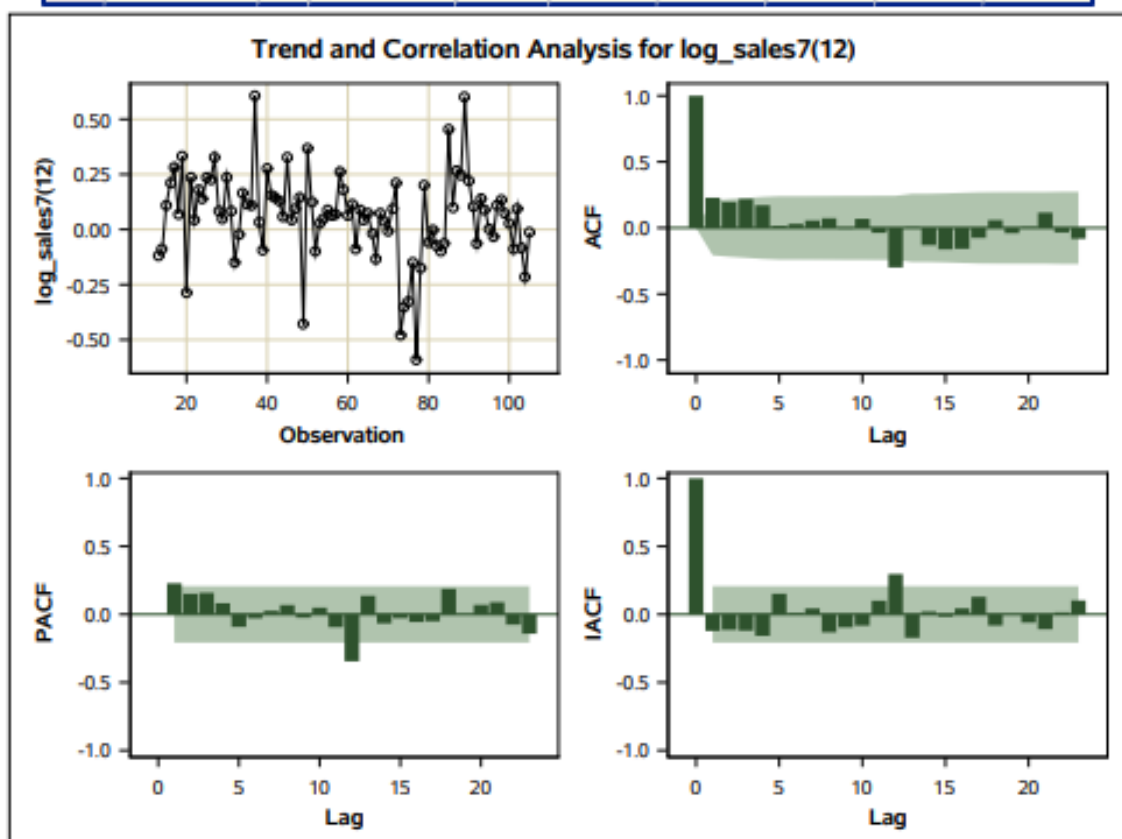 Trend and Correlation Analysis for log_sales7(12)
log_sales7(12)
0.50
0.25
0.00
-0.25
-0.50
20 40 60 80 100
Observation
ACF
1.0
0.5
0.0
-0.5
-1.0
0 5 10 15 20
Lag
PACF
1.0
0.5
0.0
-0.5
-1.0
0 5 10 15 20
Lag
IACF
1.0
0.5
0.0
-0.5
-1.0
0 5 10 15 20
Lag